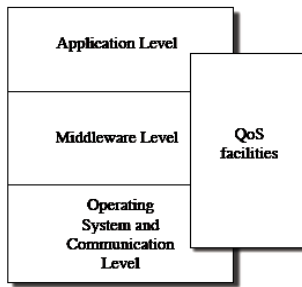 Application Level
Middleware Level
QoS
facilities
Operating
System and
Communication
Level